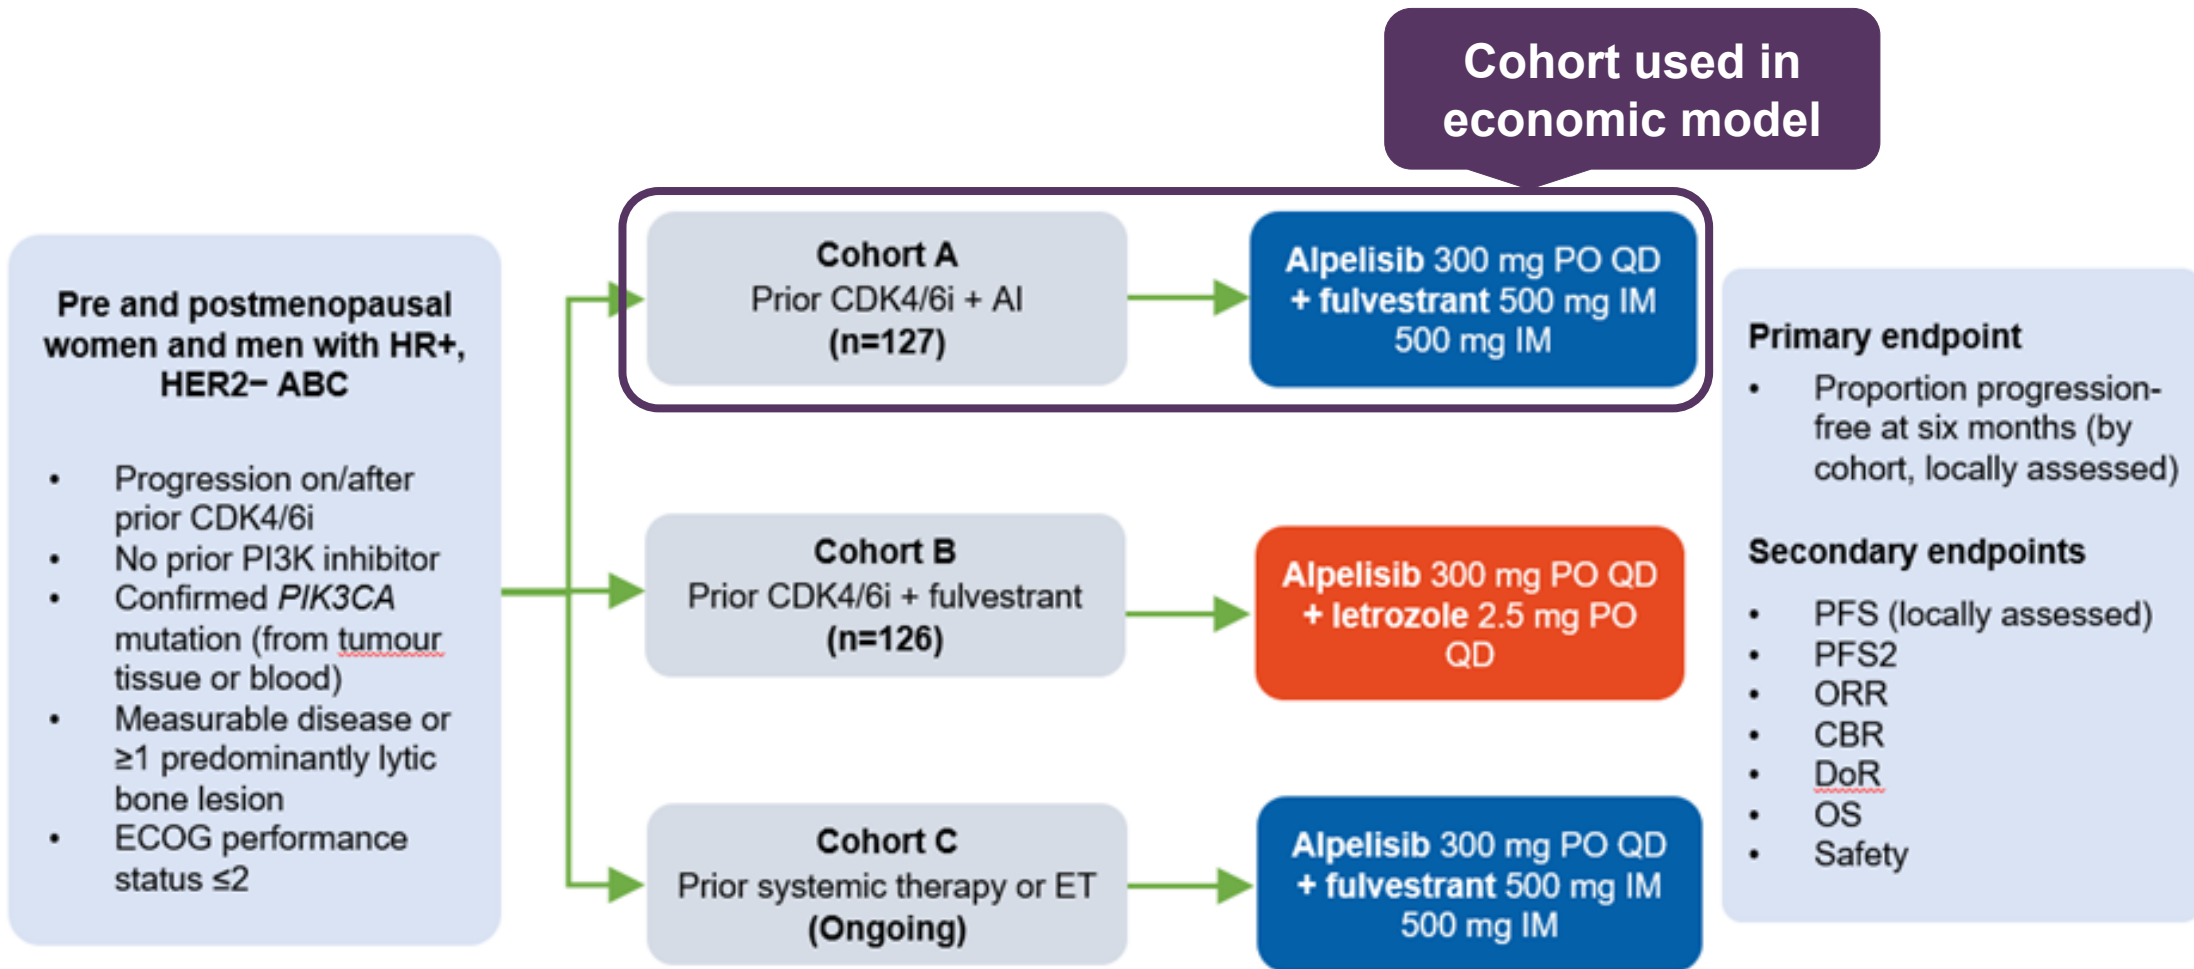 Cohort used in
economic model
Pre and postmenopausal
women and men with HR+,
HER2− ABC
• Progression on/after
prior CDK4/6i
• No prior PI3K inhibitor
• Confirmed PIK3CA
mutation (from tumour
tissue or blood)
• Measurable disease or
≥1 predominantly lytic
bone lesion
• ECOG performance
status ≤2
Cohort A
Prior CDK4/6i + AI
(n=127)
Alpelisib 300 mg PO QD
+ fulvestrant 500 mg IM
500 mg IM
Cohort B
Prior CDK4/6i + fulvestrant
(n=126)
Alpelisib 300 mg PO QD
+ letrozole 2.5 mg PO
QD
Cohort C
Prior systemic therapy or ET
(Ongoing)
Alpelisib 300 mg PO QD
+ fulvestrant 500 mg IM
500 mg IM
Primary endpoint
• Proportion progression-
free at six months (by
cohort, locally assessed)
Secondary endpoints
• PFS (locally assessed)
• PFS2
• ORR
• CBR
• DoR
• OS
• Safety